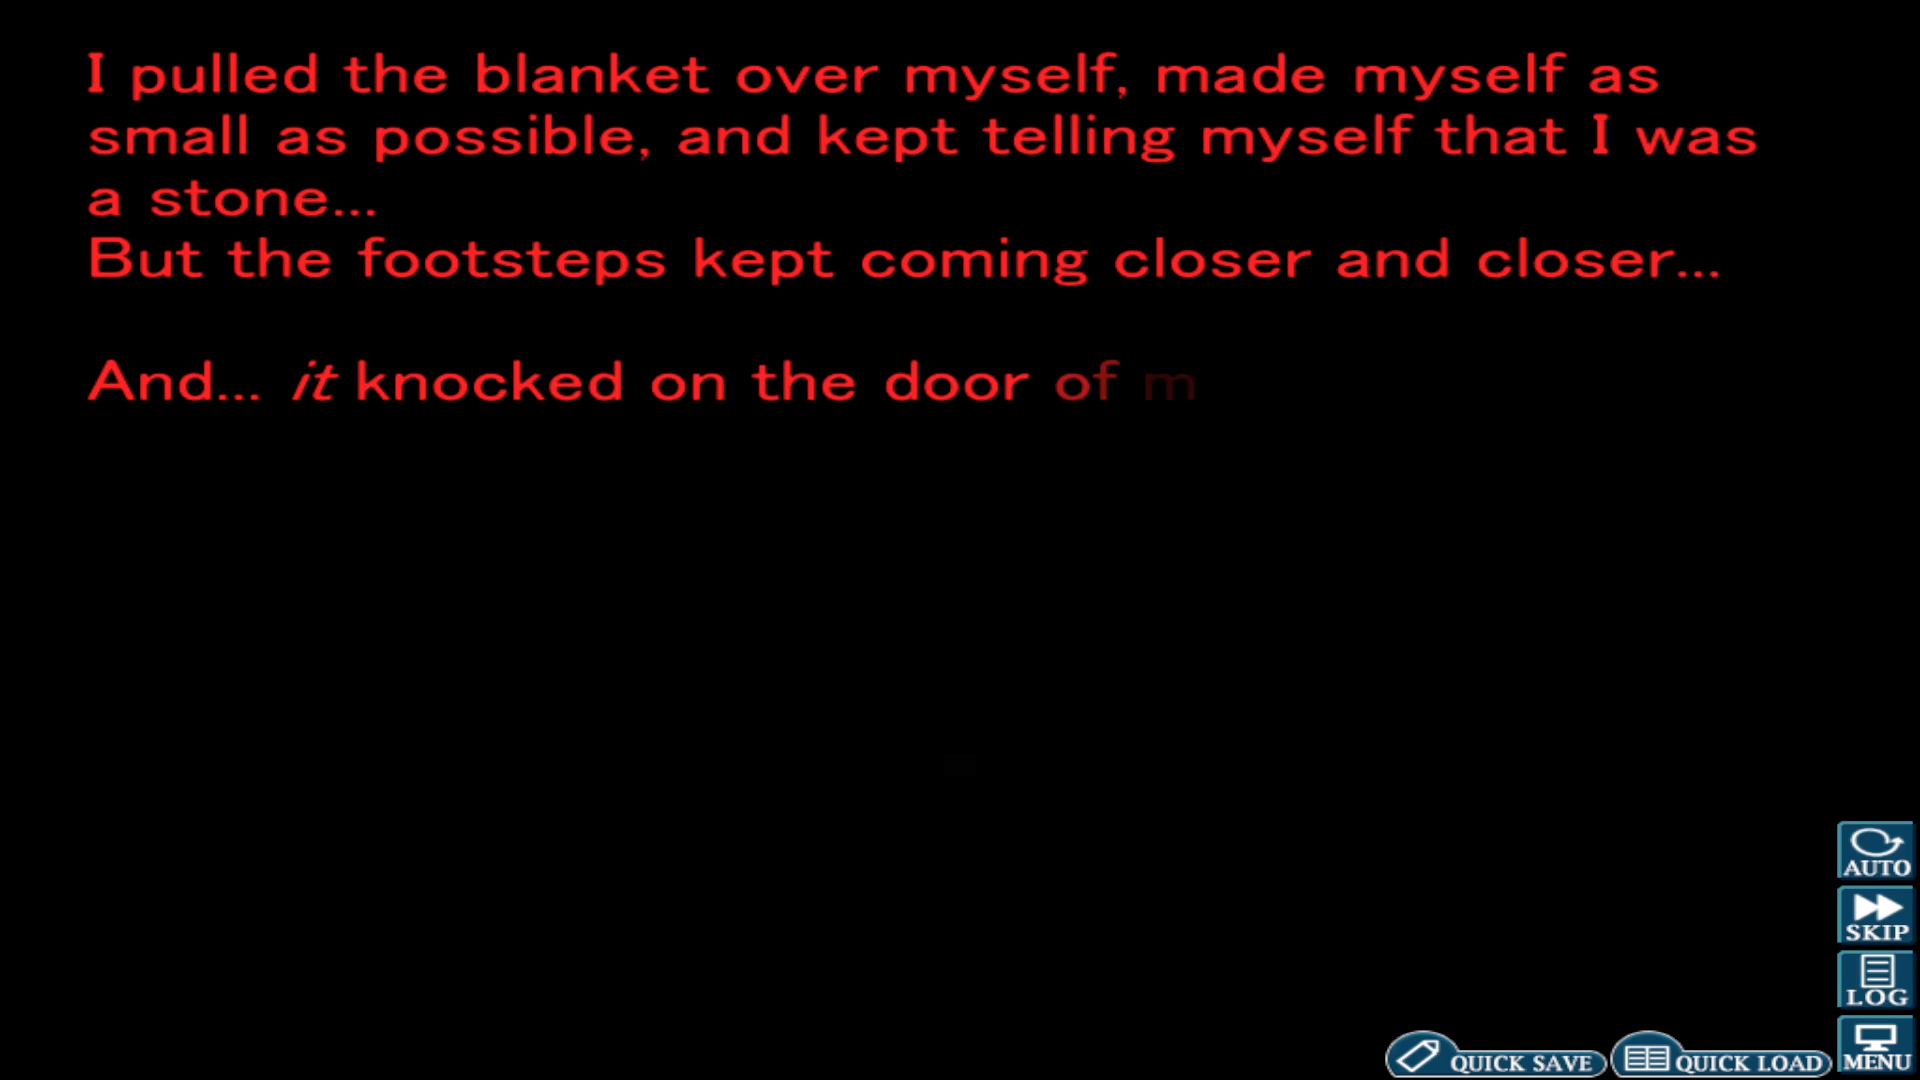 I pulled the blanket over myself, made myself as
small as possible, and kept telling myself that I was
a stone...
But the footsteps kept coming closer and closer...
And... it knocked on the door of m
AUTO
SKIP
LOG
MENU
QUICK SAVE
QUICK LOAD